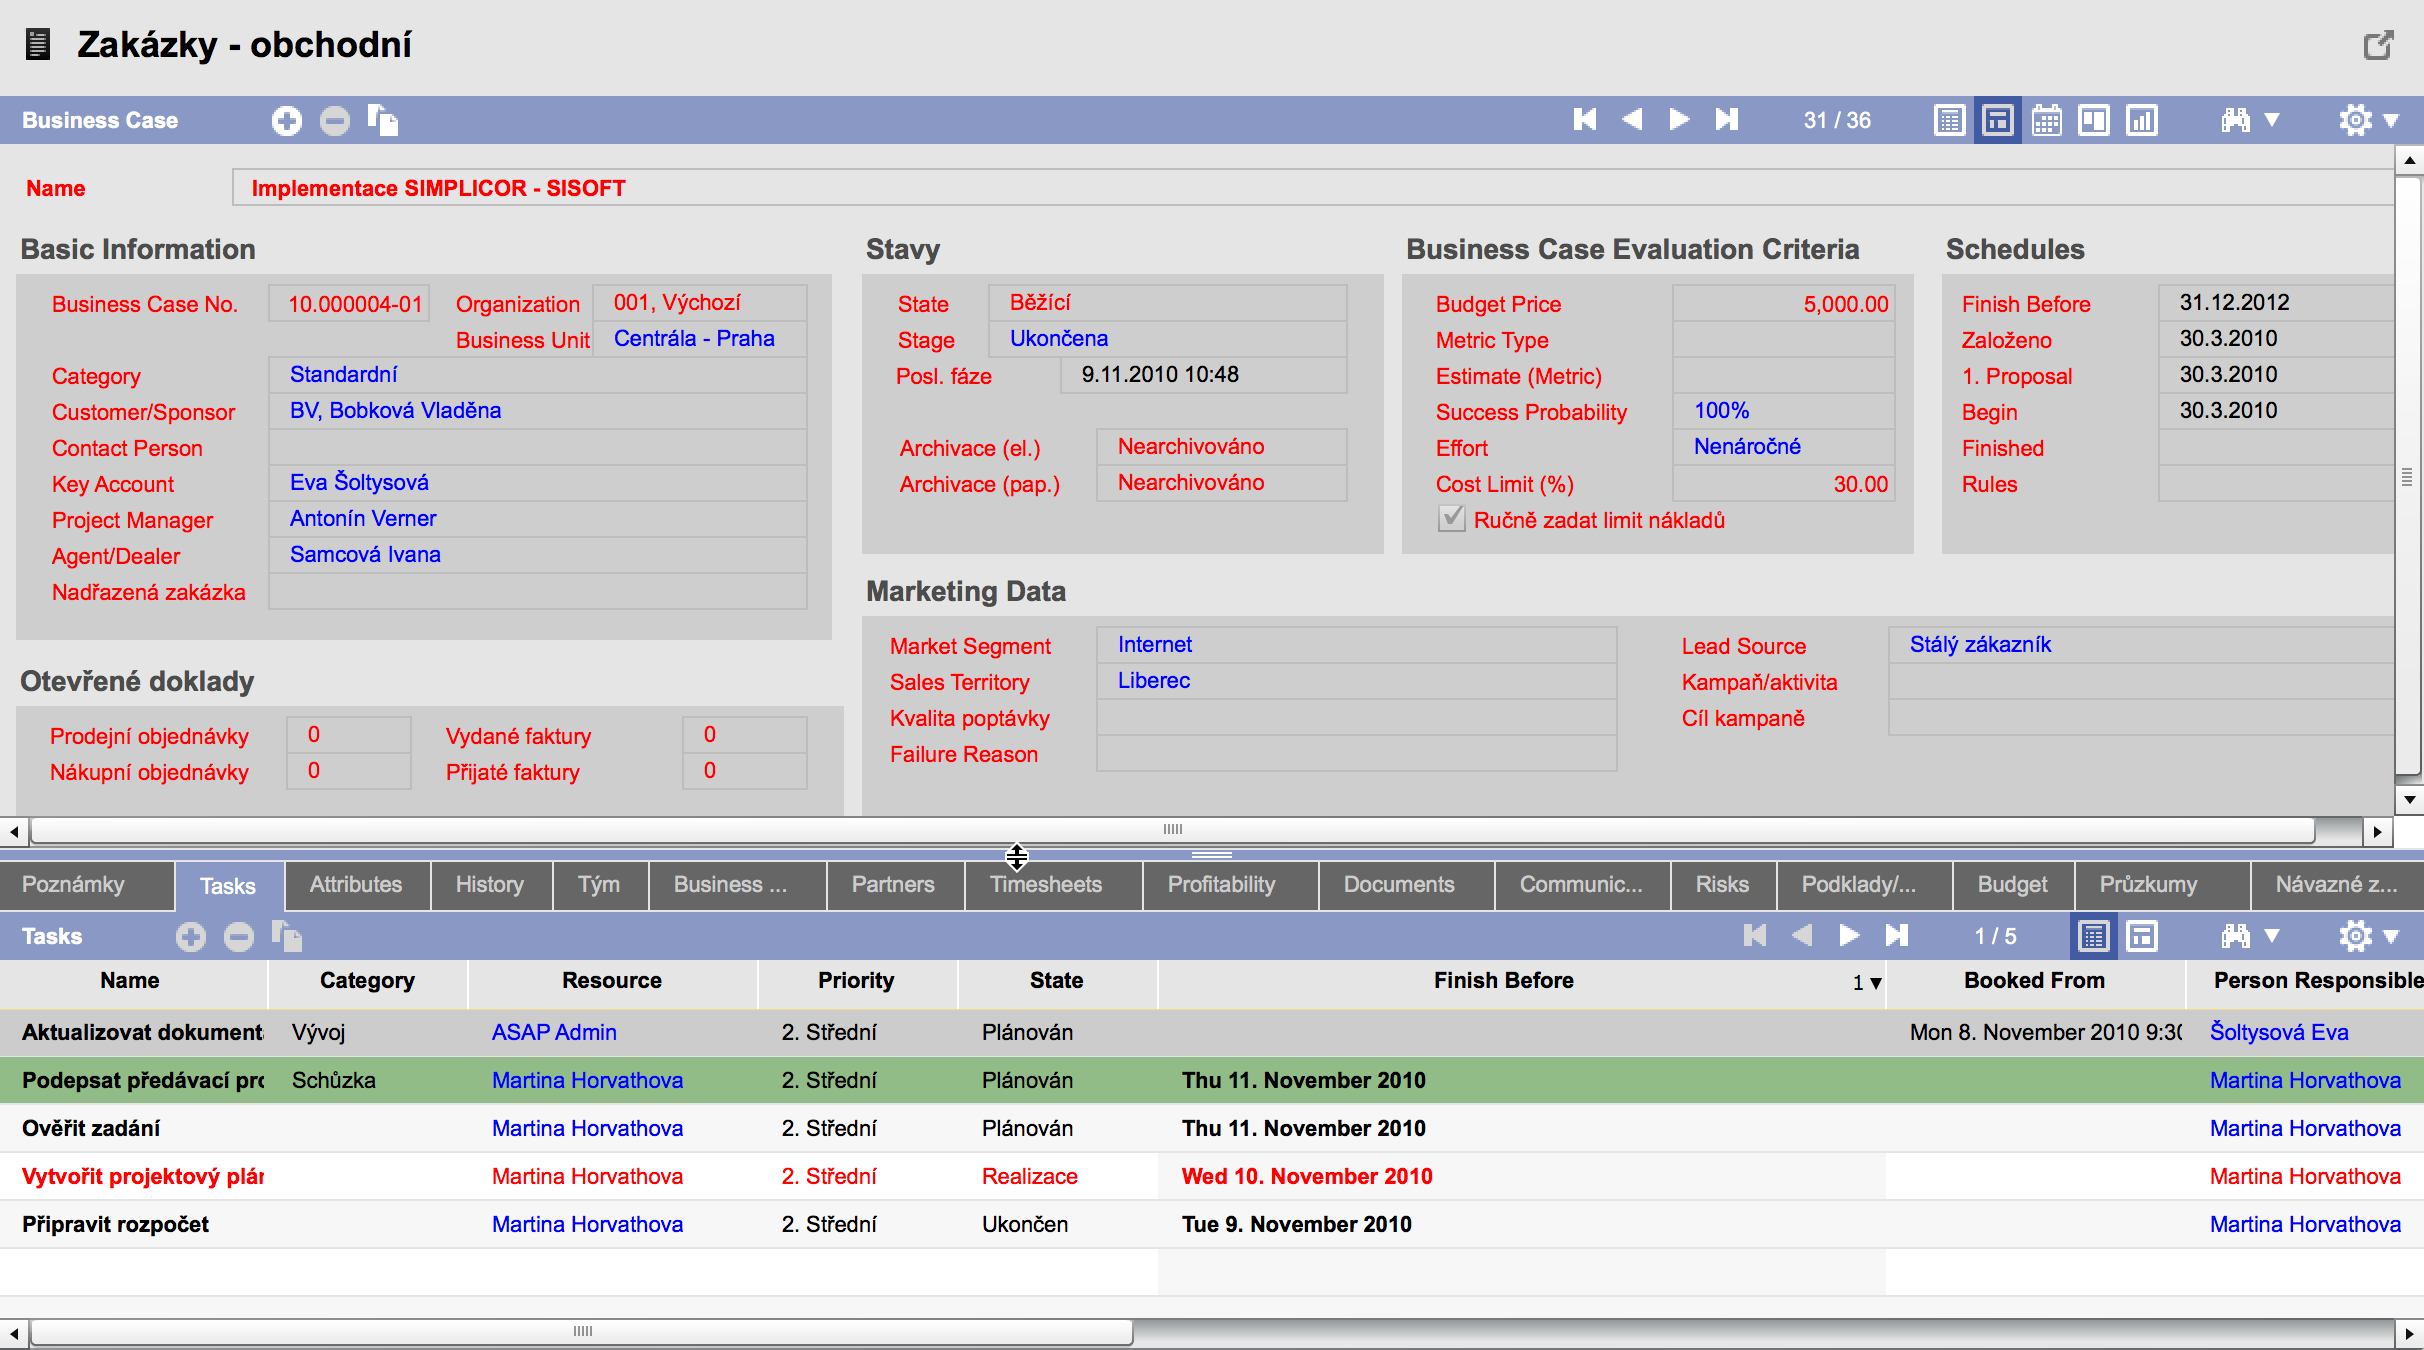 Zakázky - obchodní
Business Case
31 / 36
Name Implementace SIMPLICOR - SISOFT
Basic Information
Business Case No. 10.000004-01 Organization 001, Výchozí
Business Unit Centrála - Praha
Category Standardní
Customer/Sponsor BV, Bobková Vladěna
Contact Person
Key Account Eva Šoltysová
Project Manager Antonín Verner
Agent/Dealer Samcová Ivana
Nadřazená zakázka
Stavy
State Běžící
Stage Ukončena
Posl. fáze 9.11.2010 10:48
Archivace (el.) Nearchivováno
Archivace (pap.) Nearchivováno
Business Case Evaluation Criteria
Budget Price 5,000.00
Metric Type
Estimate (Metric)
Success Probability 100%
Effort Nenáročné
Cost Limit (%) 30.00
Ručně zadat limit nákladů
Schedules
Finish Before 31.12.2012
Založeno 30.3.2010
1. Proposal 30.3.2010
Begin 30.3.2010
Finished
Rules
Otevřené doklady
Prodejní objednávky 0 Vydané faktury 0
Nákupní objednávky 0 Přijaté faktury 0
Marketing Data
Market Segment Internet Lead Source Stálý zákazník
Sales Territory Liberec Kampaň/aktivita
Kvalita poptávky Cíl kampaně
Failure Reason
Poznámky Tasks Attributes History Tým Business ... Partners Timesheets Profitability Documents Communic... Risks Podklady/... Budget Průzkumy Návazné z...
Tasks 1 / 5
Name Category Resource Priority State Finish Before 1 Booked From Person Responsible
Aktualizovat dokument Vývoj ASAP Admin 2. Střední Plánován Mon 8. November 2010 9:30 Šoltysová Eva
Podepsat předávací pro Schůzka Martina Horvathova 2. Střední Plánován Thu 11. November 2010 Martina Horvathova
Ověřit zadání Martina Horvathova 2. Střední Plánován Thu 11. November 2010 Martina Horvathova
Vytvořit projektový plán Martina Horvathova 2. Střední Realizace Wed 10. November 2010 Martina Horvathova
Připravit rozpočet Martina Horvathova 2. Střední Ukončen Tue 9. November 2010 Martina Horvathova